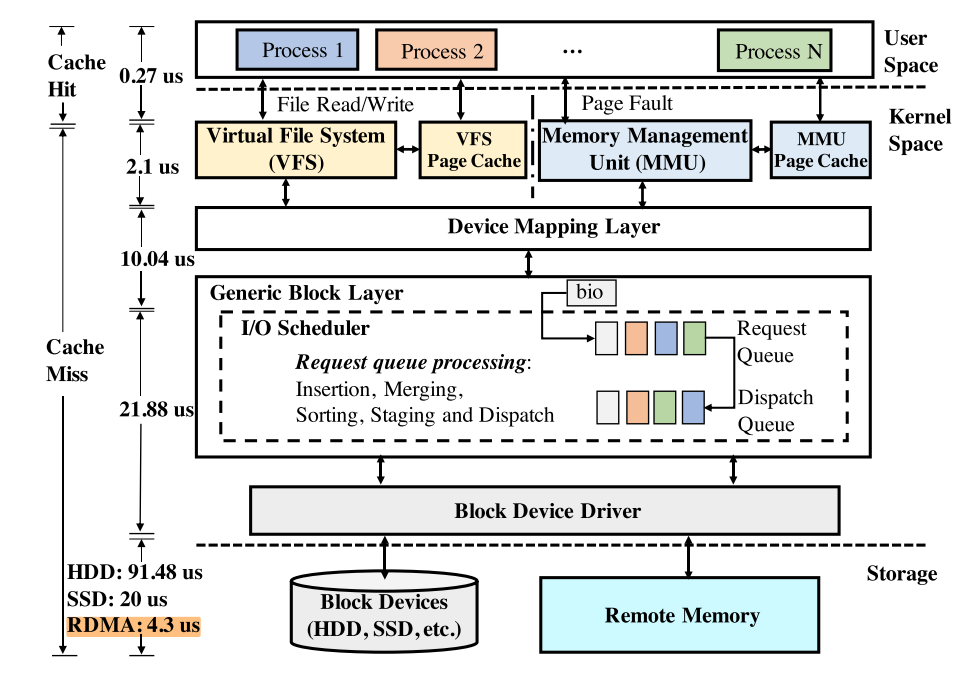 Cache
Hit
0.27 us
Process 1
Process 2
...
Process N
User
Space
File Read/Write
Page Fault
Kernel
Space
2.1 us
Virtual File System
(VFS)
VFS
Page Cache
Memory Management
Unit (MMU)
MMU
Page Cache
Device Mapping Layer
10.04 us
Generic Block Layer
bio
I/O Scheduler
Request queue processing:
Insertion, Merging,
Sorting, Staging and Dispatch
Request
Queue
Dispatch
Queue
Cache
Miss
21.88 us
Block Device Driver
Storage
HDD: 91.48 us
SSD: 20 us
RDMA: 4.3 us
Block Devices
(HDD, SSD, etc.)
Remote Memory